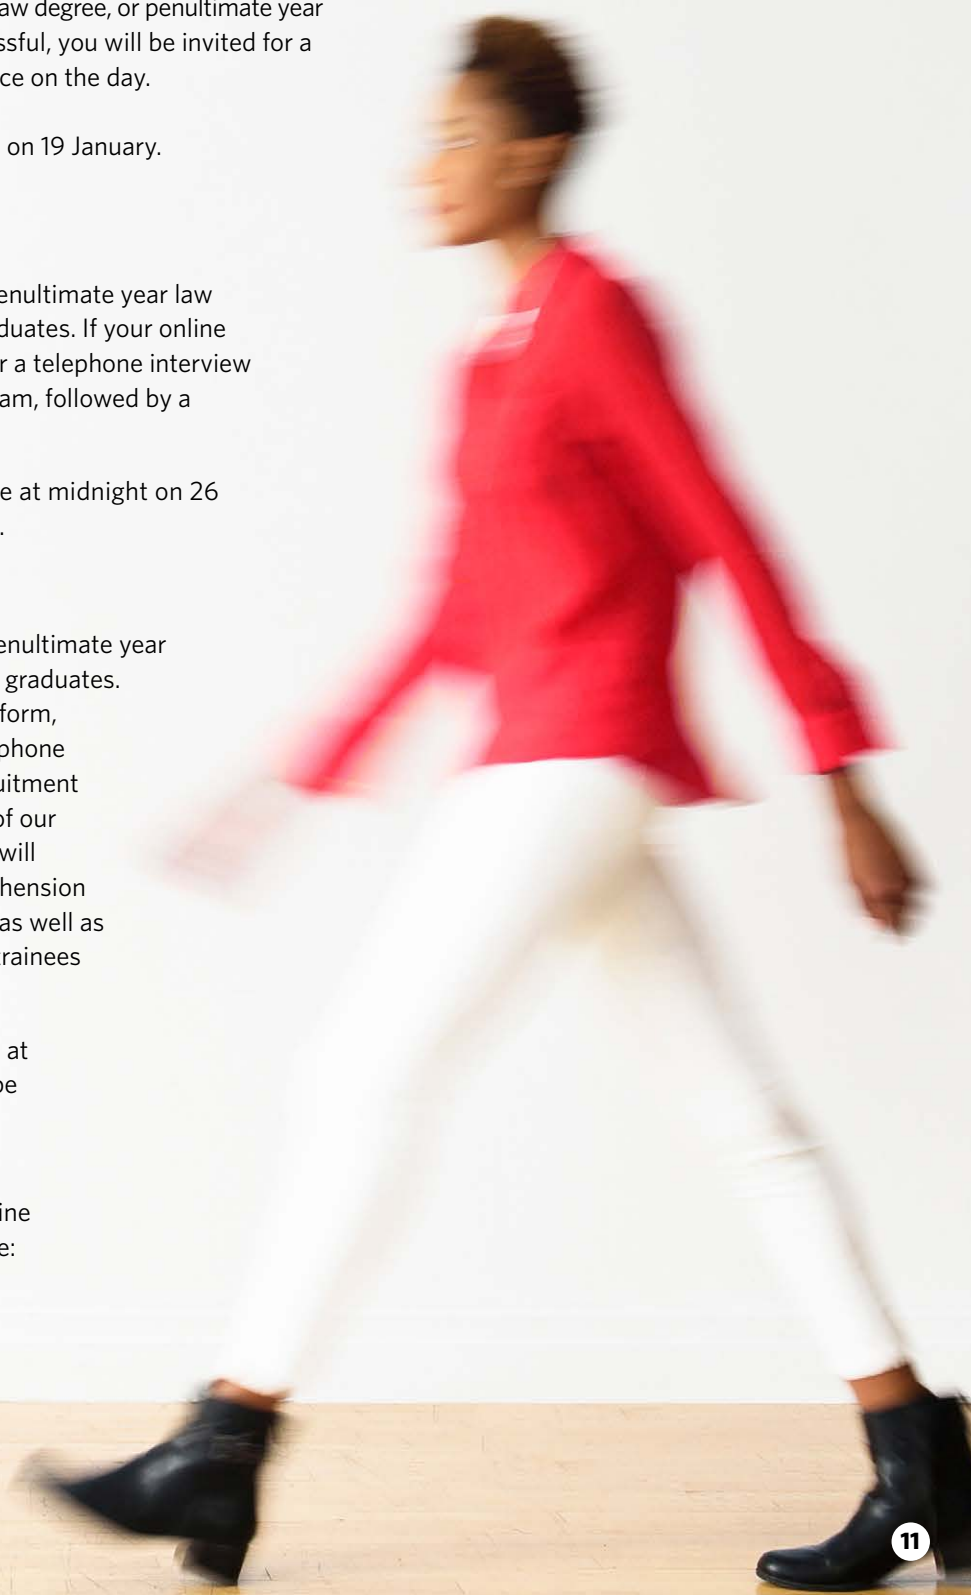 aw degree, or penultimate year
ssful, you will be invited for a
ce on the day.
on 19 January.
enultimate year law
duates. If your online
r a telephone interview
am, followed by a
e at midnight on 26
.
enultimate year
graduates.
form,
phone
uitment
of our
will
hension
as well as
trainees
at
be
ine
e:
11